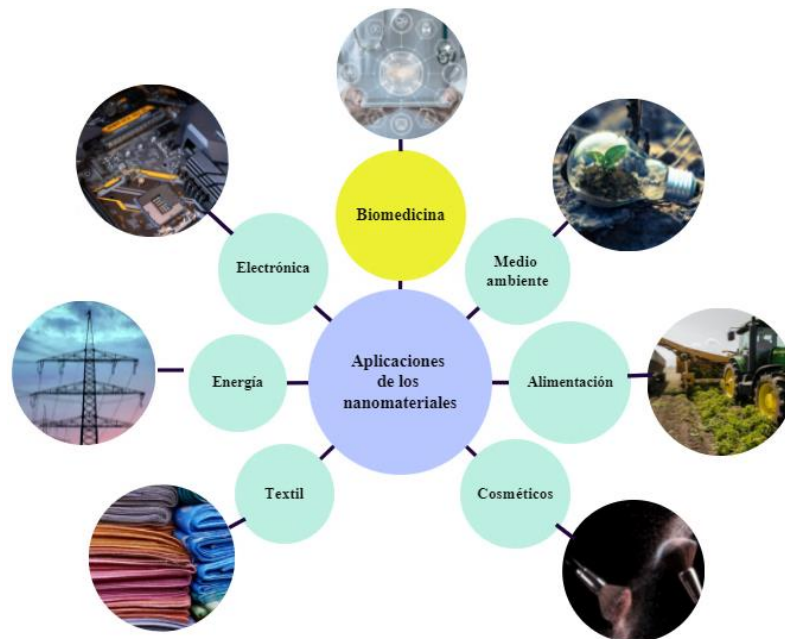 Biomedicina
Electrónica
Medio
ambiente
Energía
Aplicaciones
de los
nanomateriales
Alimentación
Textil
Cosméticos